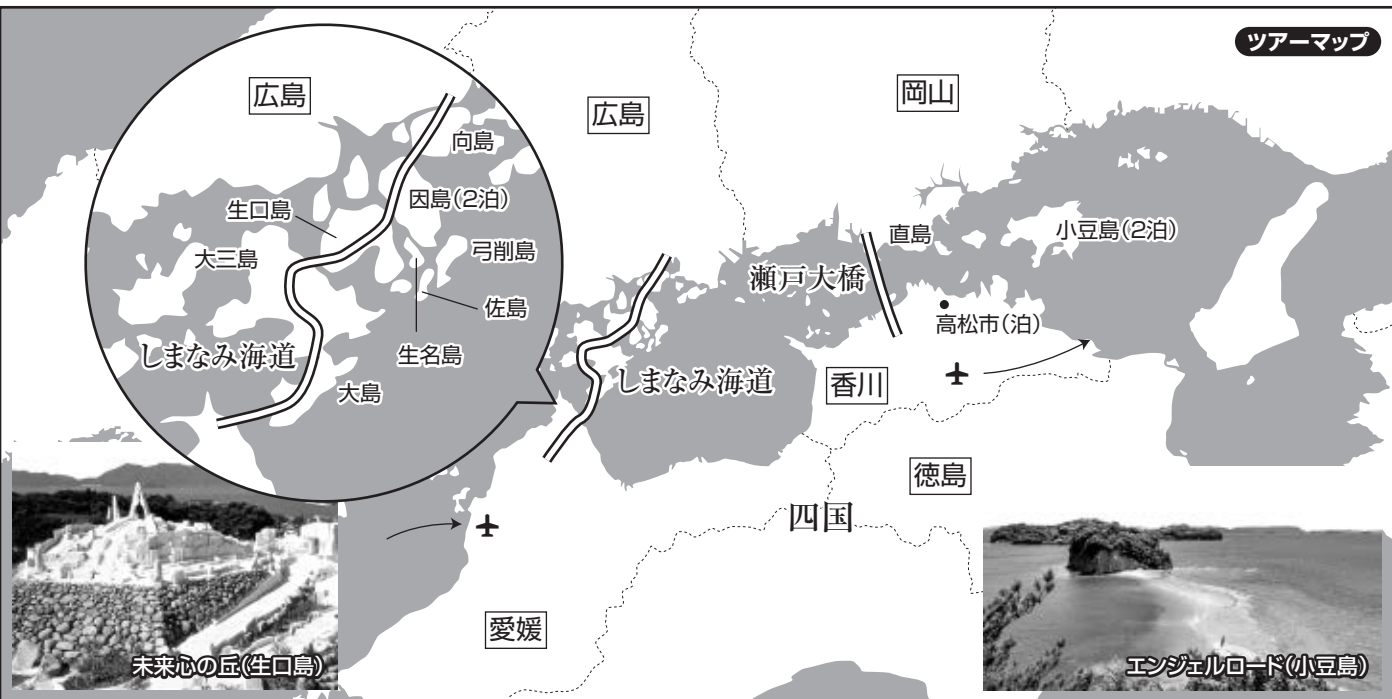 ツアーマップ
広島
向島
因島(2泊)
生口島
大三島
弓削島
佐島
生名島
しまなみ海道
大島
広島
岡山
直島
小豆島(2泊)
瀬戸大橋
高松市(泊)
しまなみ海道
香川
徳島
四国
愛媛
未来心の丘(生口島)
エンジェルロード(小豆島)